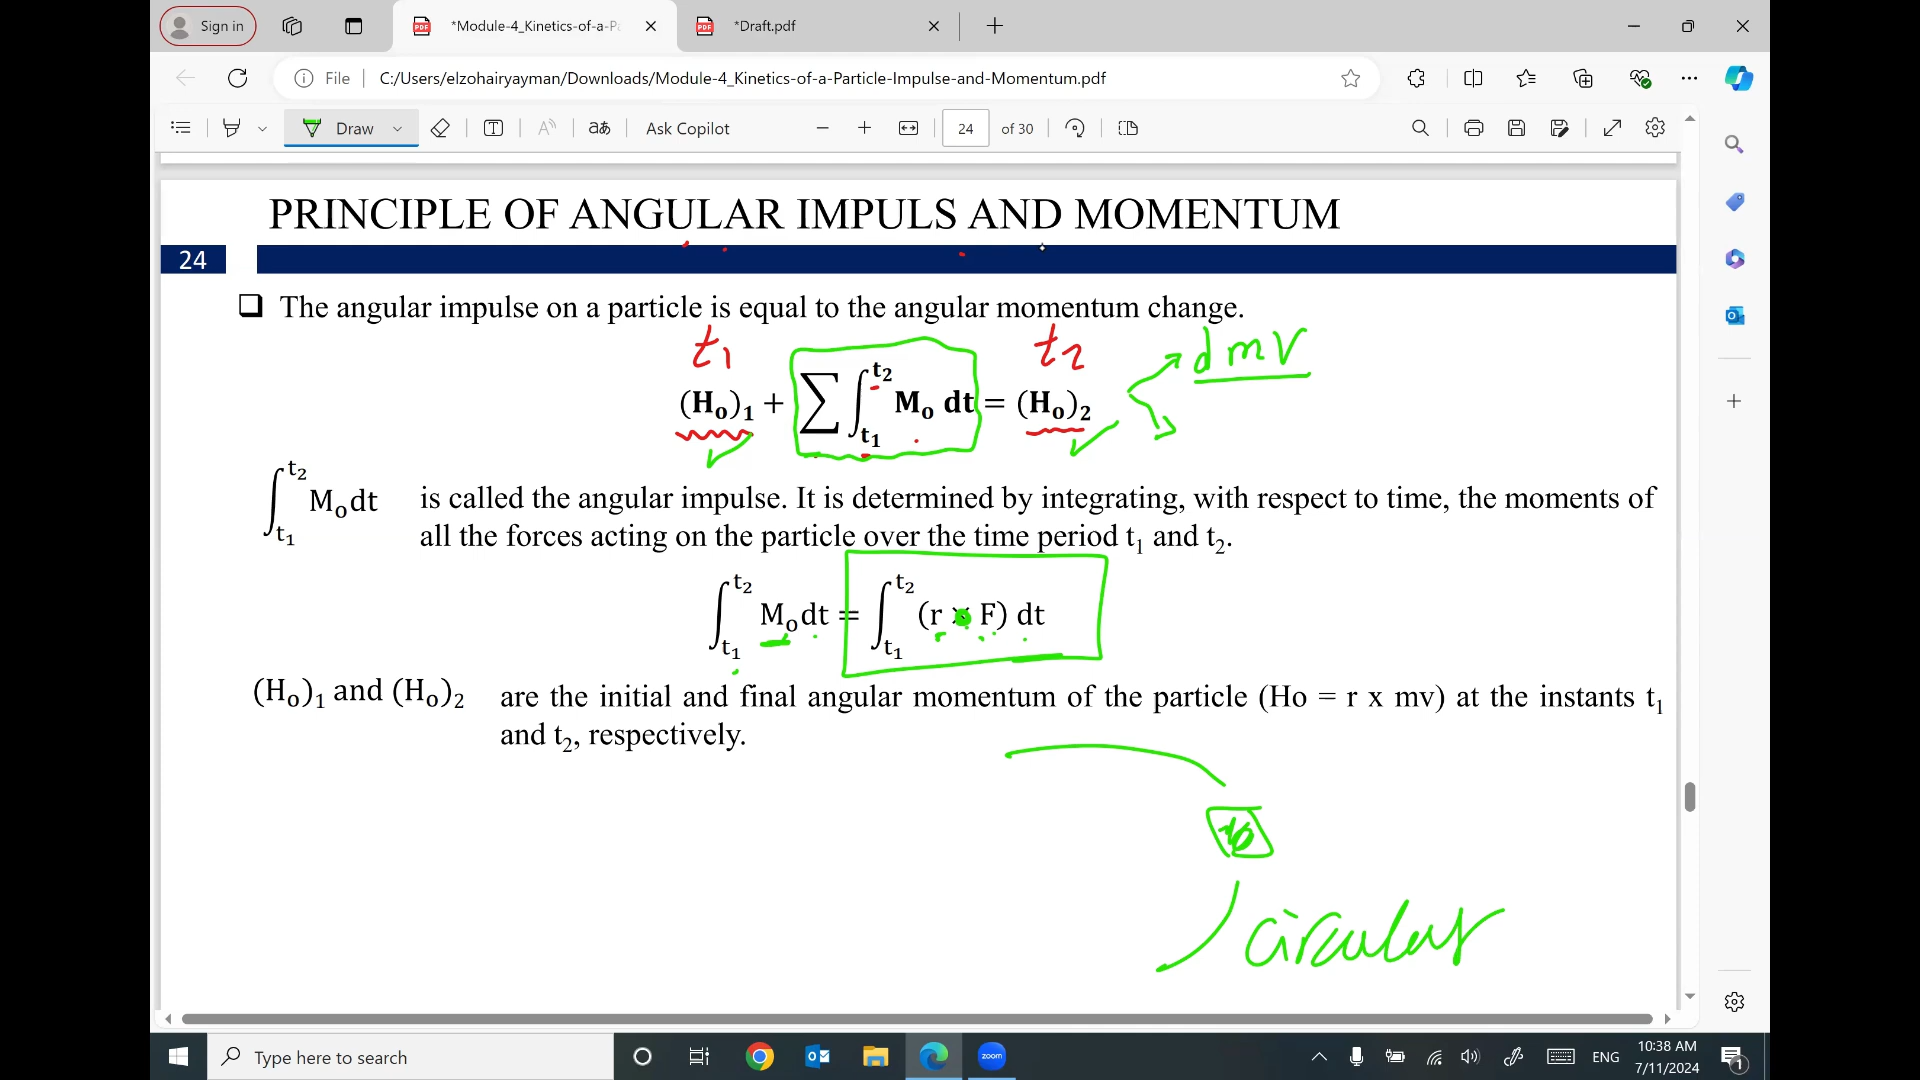 Sign in
*Module-4_Kinetics-of-a-P
*Draft.pdf
File
C:/Users/elzohairyayman/Downloads/Module-4_Kinetics-of-a-Particle-Impulse-and-Momentum.pdf
Draw
Ask Copilot
24 of 30
PRINCIPLE OF ANGULAR IMPULS AND MOMENTUM
24
❑ The angular impulse on a particle is equal to the angular momentum change.
t1 t2 dmv
(Hₒ)₁ + ∑ ∫ₜ₁ᵗ² Mₒ dt = (Hₒ)₂
∫ₜ₁ᵗ² Mₒdt is called the angular impulse. It is determined by integrating, with respect to time, the moments of
all the forces acting on the particle over the time period t₁ and t₂.
∫ₜ₁ᵗ² Mₒdt = ∫ₜ₁ᵗ² (r × F) dt
(Hₒ)₁ and (Hₒ)₂ are the initial and final angular momentum of the particle (Ho = r x mv) at the instants t₁
and t₂, respectively.
circular
Type here to search
zoom
ENG
10:38 AM
7/11/2024
1